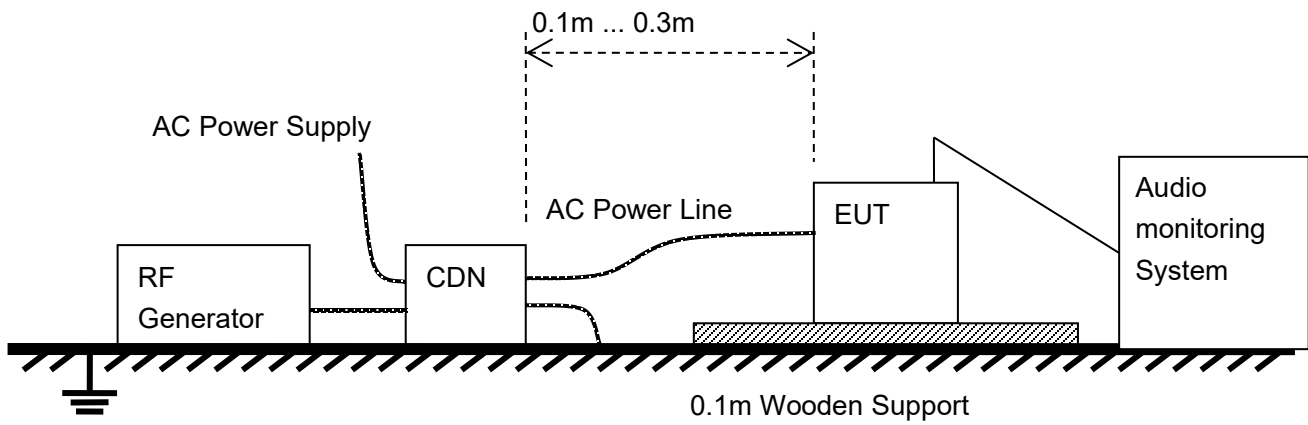 0.1m ... 0.3m
AC Power Supply
AC Power Line
EUT
Audio
monitoring
System
RF
Generator
CDN
0.1m Wooden Support